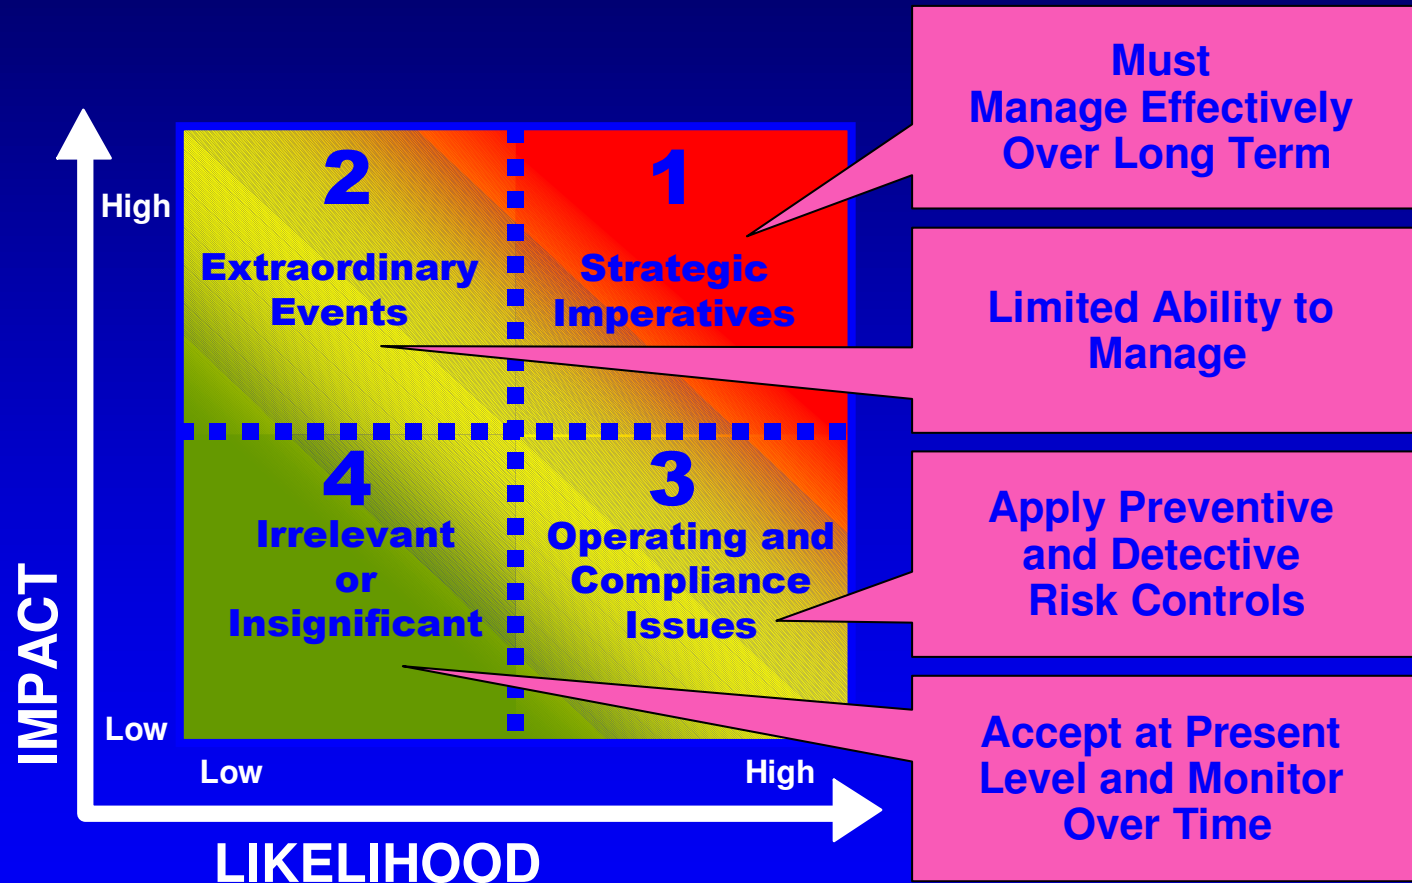 2
Extraordinary
Events
1
Strategic
Imperatives
4
Irrelevant
or
Insignificant
3
Operating and
Compliance
Issues
High
Low
IMPACT
Low
High
LIKELIHOOD
Must
Manage Effectively
Over Long Term
Limited Ability to
Manage
Apply Preventive
and Detective
Risk Controls
Accept at Present
Level and Monitor
Over Time